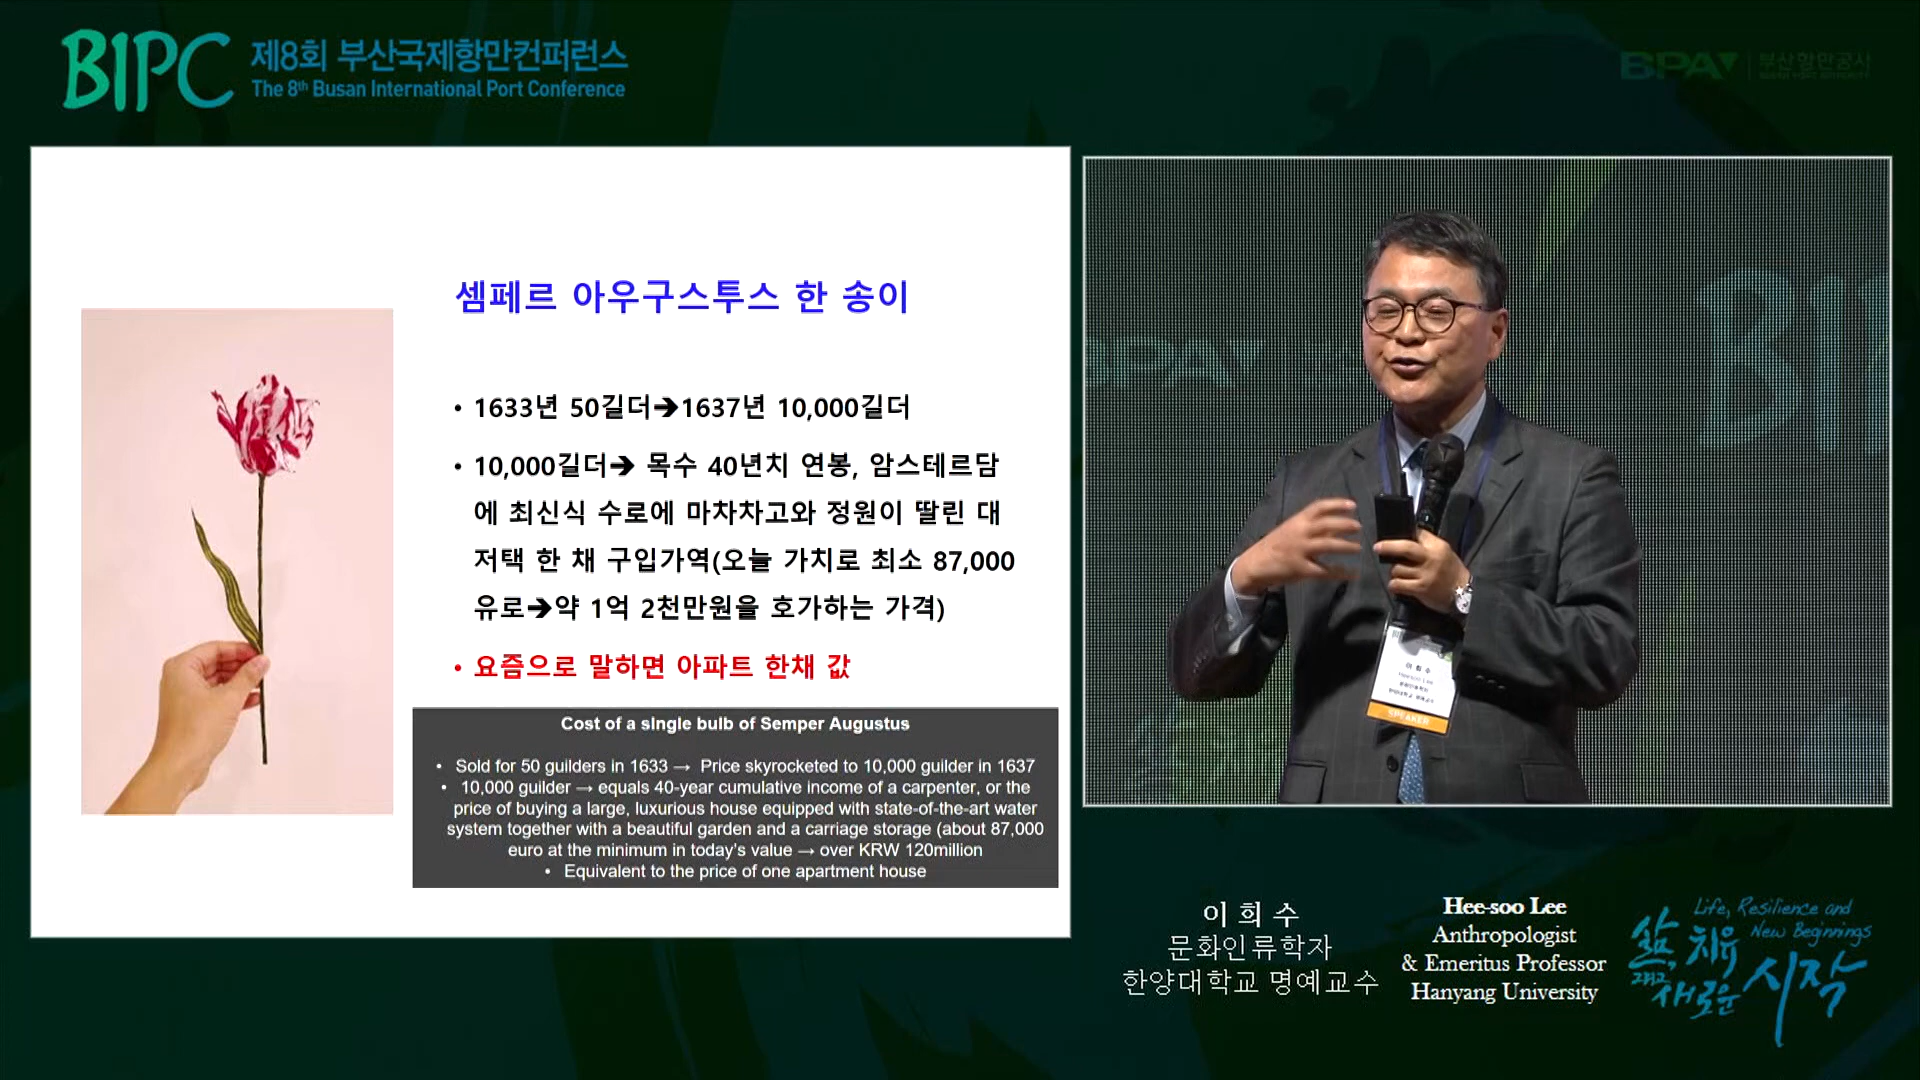 BIPC 제8회 부산국제항만컨퍼런스
The 8th Busan International Port Conference
BPA 부산항만공사
셈페르 아우구스투스 한 송이
• 1633년 50길더➔1637년 10,000길더
• 10,000길더➔ 목수 40년치 연봉, 암스테르담
에 최신식 수로에 마차차고와 정원이 딸린 대
저택 한 채 구입가역(오늘 가치로 최소 87,000
유로➔약 1억 2천만원을 호가하는 가격)
• 요즘으로 말하면 아파트 한채 값
Cost of a single bulb of Semper Augustus
• Sold for 50 guilders in 1633 → Price skyrocketed to 10,000 guilder in 1637
• 10,000 guilder → equals 40-year cumulative income of a carpenter, or the
price of buying a large, luxurious house equipped with state-of-the-art water
system together with a beautiful garden and a carriage storage (about 87,000
euro at the minimum in today's value → over KRW 120million
• Equivalent to the price of one apartment house
BPA
이 희 수
SPEAKER
이 희 수
문화인류학자
한양대학교 명예교수
Hee-soo Lee
Anthropologist
& Emeritus Professor
Hanyang University
Life, Resilience and
New Beginnings
삶, 치유
그리고
새로운 시작